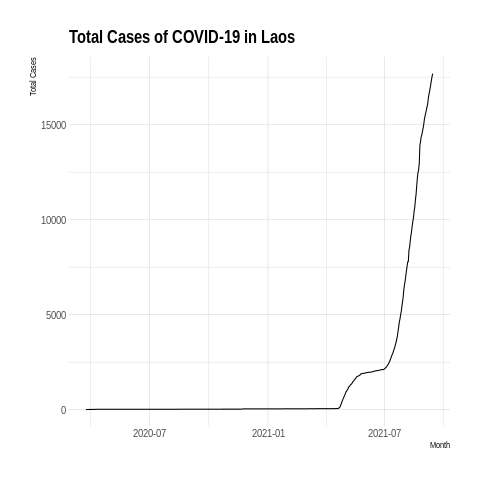 Total Cases of COVID-19 in Laos
Total Cases
15000
10000
5000
0
2020-07
2021-01
2021-07
Month